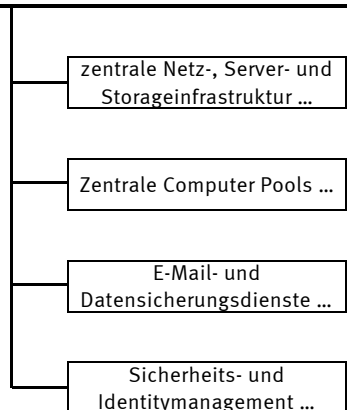 zentrale Netz-, Server- und
Storageinfrastruktur ...
Zentrale Computer Pools ...
E-Mail- und
Datensicherungsdienste ...
Sicherheits- und
Identitymanagement ...